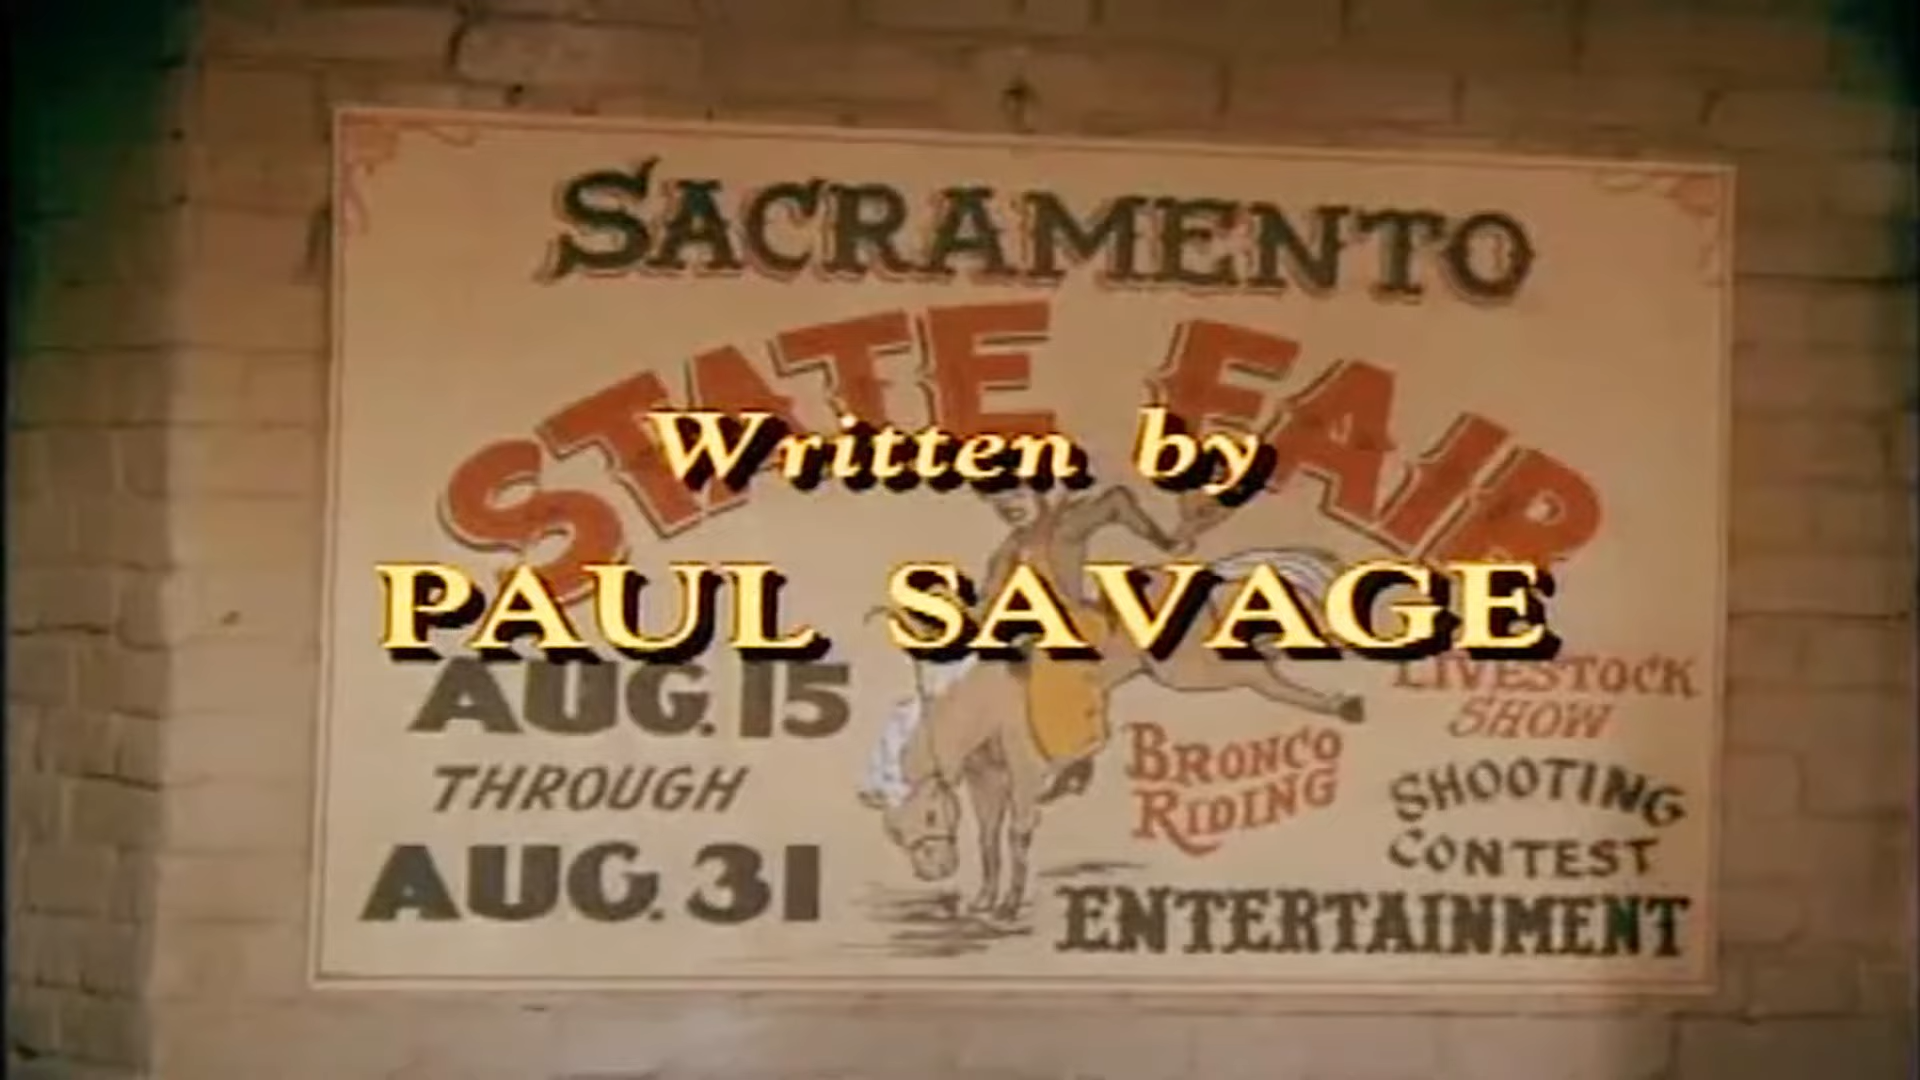 SACRAMENTO
STATE FAIR
Written by
PAUL SAVAGE
AUG. 15
THROUGH
AUG. 31
BRONCO
RIDING
LIVESTOCK
SHOW
SHOOTING
CONTEST
ENTERTAINMENT